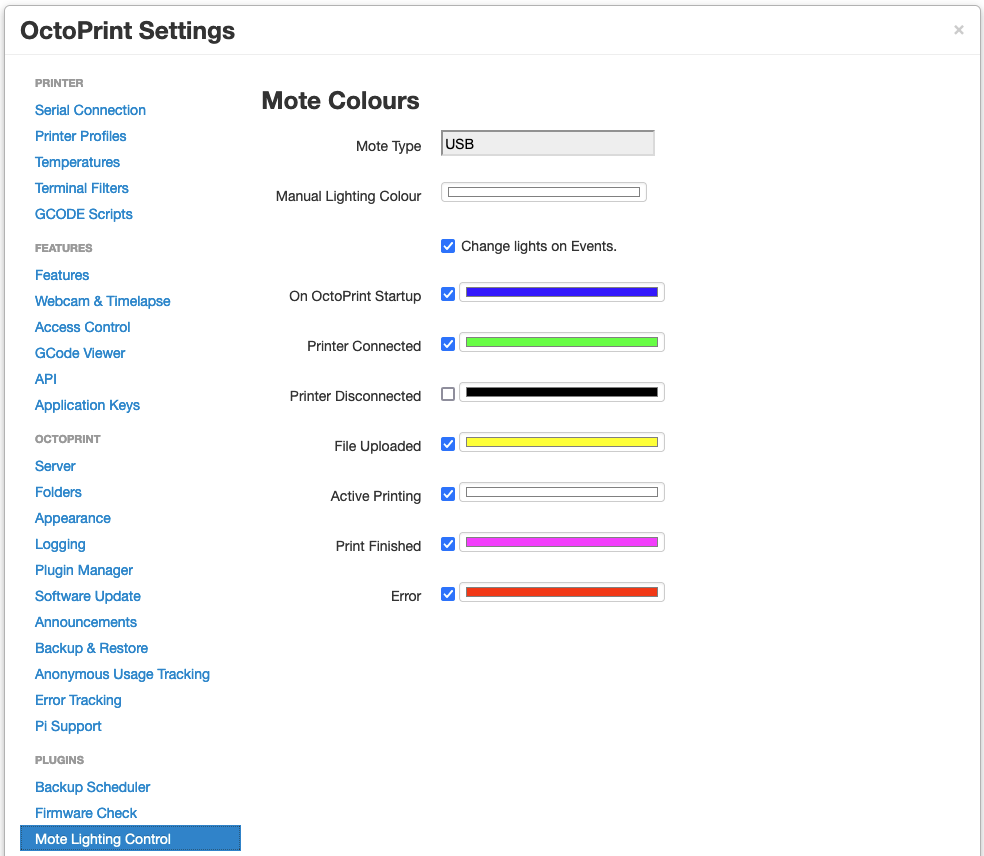 OctoPrint Settings
×
PRINTER
Serial Connection
Printer Profiles
Temperatures
Terminal Filters
GCODE Scripts
FEATURES
Features
Webcam & Timelapse
Access Control
GCode Viewer
API
Application Keys
OCTOPRINT
Server
Folders
Appearance
Logging
Plugin Manager
Software Update
Announcements
Backup & Restore
Anonymous Usage Tracking
Error Tracking
Pi Support
PLUGINS
Backup Scheduler
Firmware Check
Mote Lighting Control
Mote Colours
Mote Type USB
Manual Lighting Colour
Change lights on Events.
On OctoPrint Startup
Printer Connected
Printer Disconnected
File Uploaded
Active Printing
Print Finished
Error